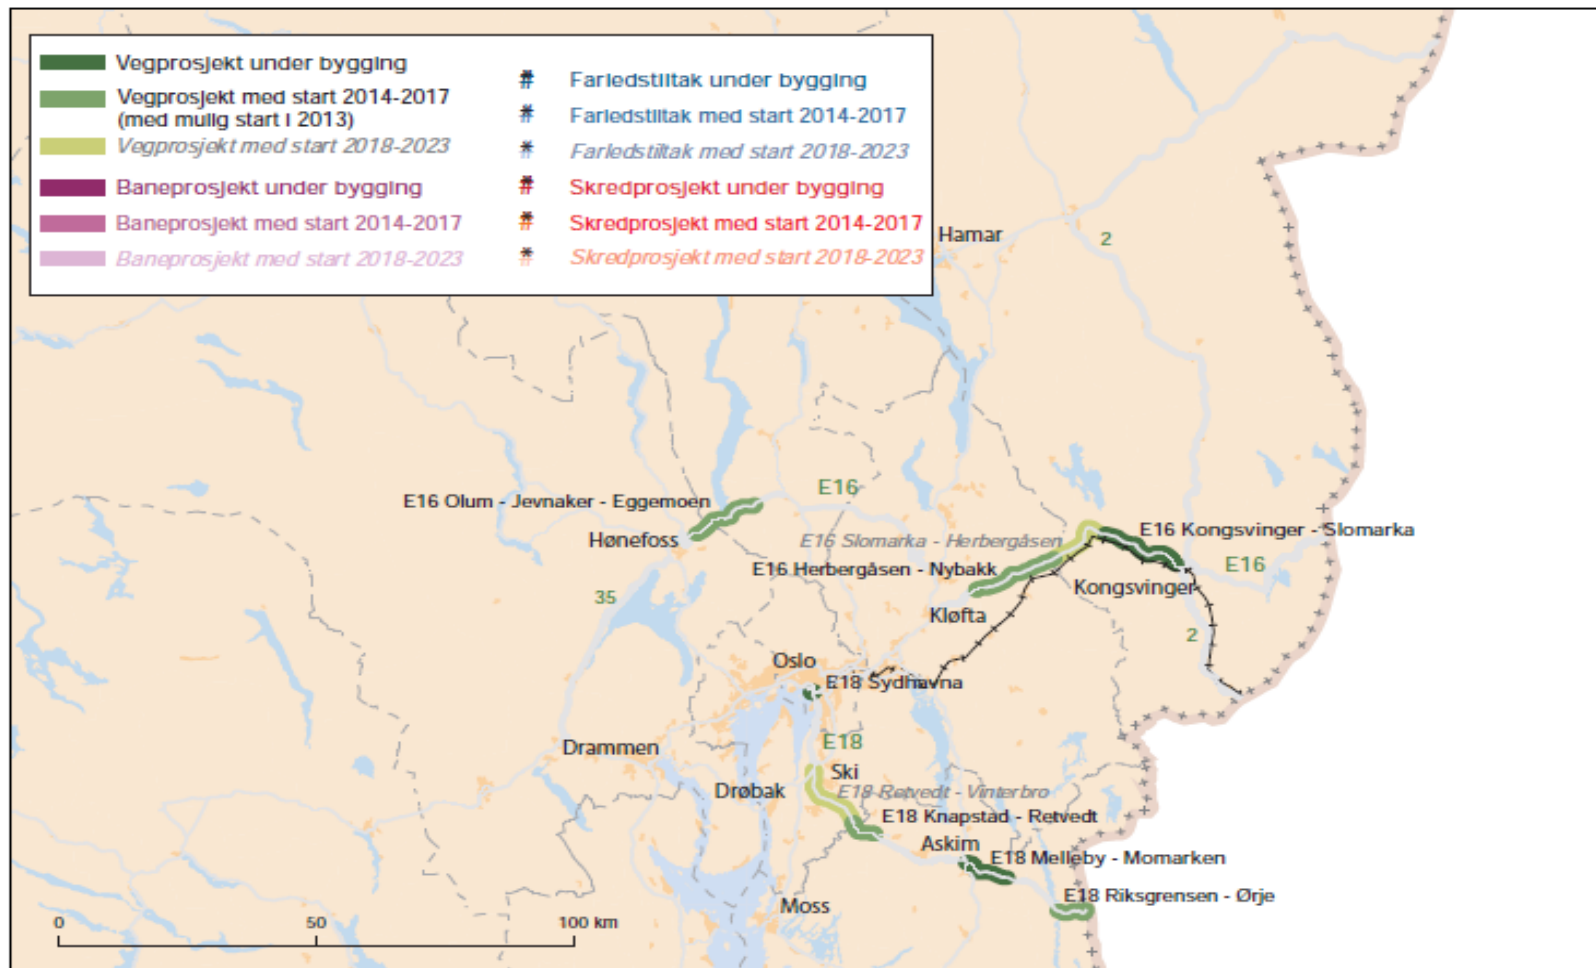 Vegprosjekt under bygging
Vegprosjekt med start 2014-2017
(med mulig start i 2013)
Vegprosjekt med start 2018-2023
Baneprosjekt under bygging
Baneprosjekt med start 2014-2017
Baneprosjekt med start 2018-2023
Farledstiltak under bygging
Farledstiltak med start 2014-2017
Farledstiltak med start 2018-2023
Skredprosjekt under bygging
Skredprosjekt med start 2014-2017
Skredprosjekt med start 2018-2023
Hamar
2
E16 Olum - Jevnaker - Eggemoen
E16
Hønefoss
E16 Slomarka - Herbergåsen
E16 Kongsvinger - Slomarka
E16 Herbergåsen - Nybakk
E16
Kongsvinger
35
Kløfta
2
Oslo
E18 Sydhavna
E18
Drammen
Ski
Drøbak
E18 Retvedt - Vinterbro
E18 Knapstad - Retvedt
Askim
E18 Melleby - Momarken
E18 Riksgrensen - Ørje
Moss
0
50
100 km